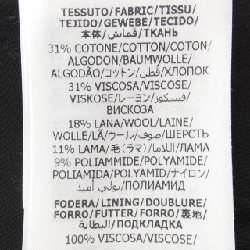 TESSUTO/FABRIC/TISSU/
TEJIDO/GEWEBE/TECIDO/
本体/قماش/ТКАНЬ
31% COTONE/COTTON/COTON/
ALGODON/BAUMWOLLE/
ALGODÃO/コットン/قطن/ХЛОПОК
31% VISCOSA/VISCOSE/
VISKOSE/レーヨン/فسكوز/
ВИСКОЗА
18% LANA/WOOL/LAINE/
WOLLE/LÃ/ウール/صوف/ШЕРСТЬ
11% LAMA/毛(ラマ)/اللاما/ЛАМА
9% POLIAMMIDE/POLYAMIDE/
POLIAMIDA/POLYAMID/ナイロン/
بولي أميد/ПОЛИАМИД
FODERA/LINING/DOUBLURE/
FORRO/FUTTER/FORRO/裏地/
بطانة/ПОДКЛАДКА
100% VISCOSA/VISCOSE/